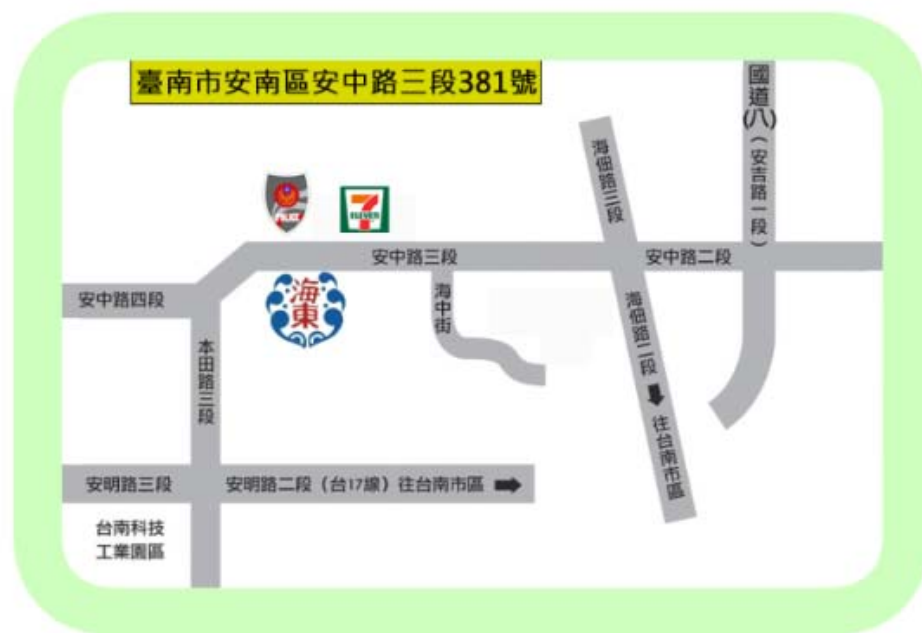 臺南市安南區安中路三段381號
國道(八)(安吉路一段)
海佃路三段
POLICE
7
ELEVEN
安中路三段
安中路二段
海東
安中路四段
海中街
海佃路二段
往台南市區
本田路三段
安明路三段
安明路二段(台17線)往台南市區
台南科技
工業園區